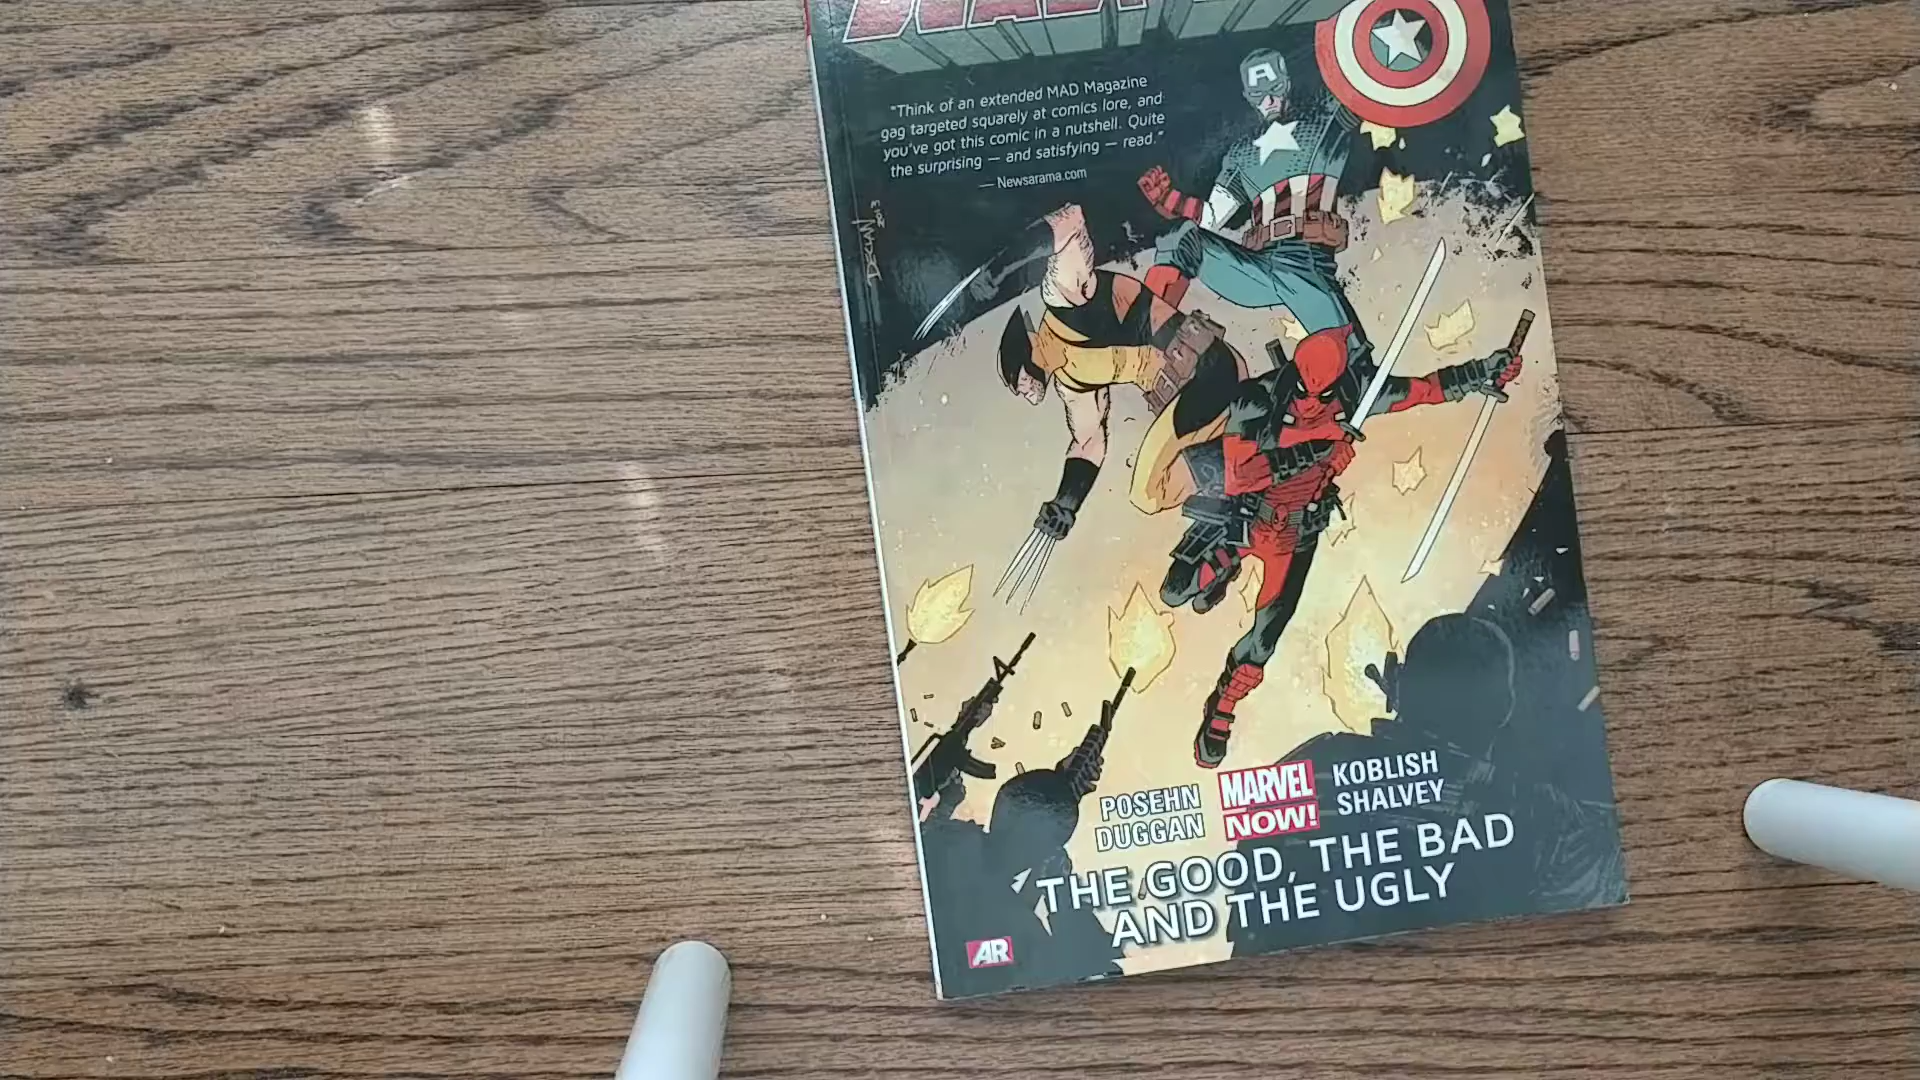 "Think of an extended MAD Magazine
gag targeted squarely at comics lore, and
you've got this comic in a nutshell. Quite
the surprising — and satisfying — read."
— Newsarama.com
DECLAN
2013
A
POSEHN
DUGGAN
MARVEL
NOW!
KOBLISH
SHALVEY
THE GOOD, THE BAD
AND THE UGLY
AR